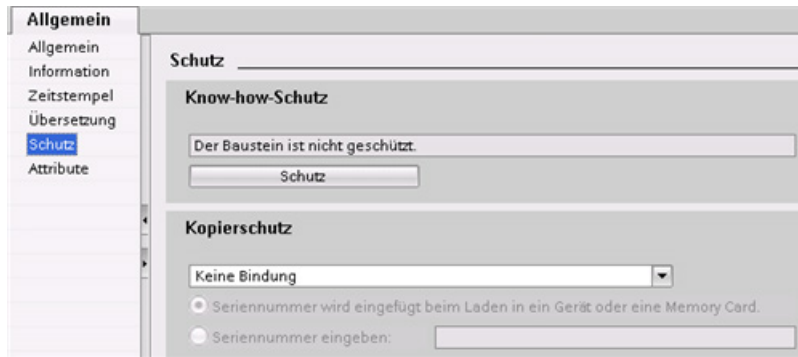 Allgemein
Allgemein
Information
Zeitstempel
Übersetzung
Schutz
Attribute
Schutz
Know-how-Schutz
Der Baustein ist nicht geschützt.
Schutz
Kopierschutz
Keine Bindung
Seriennummer wird eingefügt beim Laden in ein Gerät oder eine Memory Card.
Seriennummer eingeben: